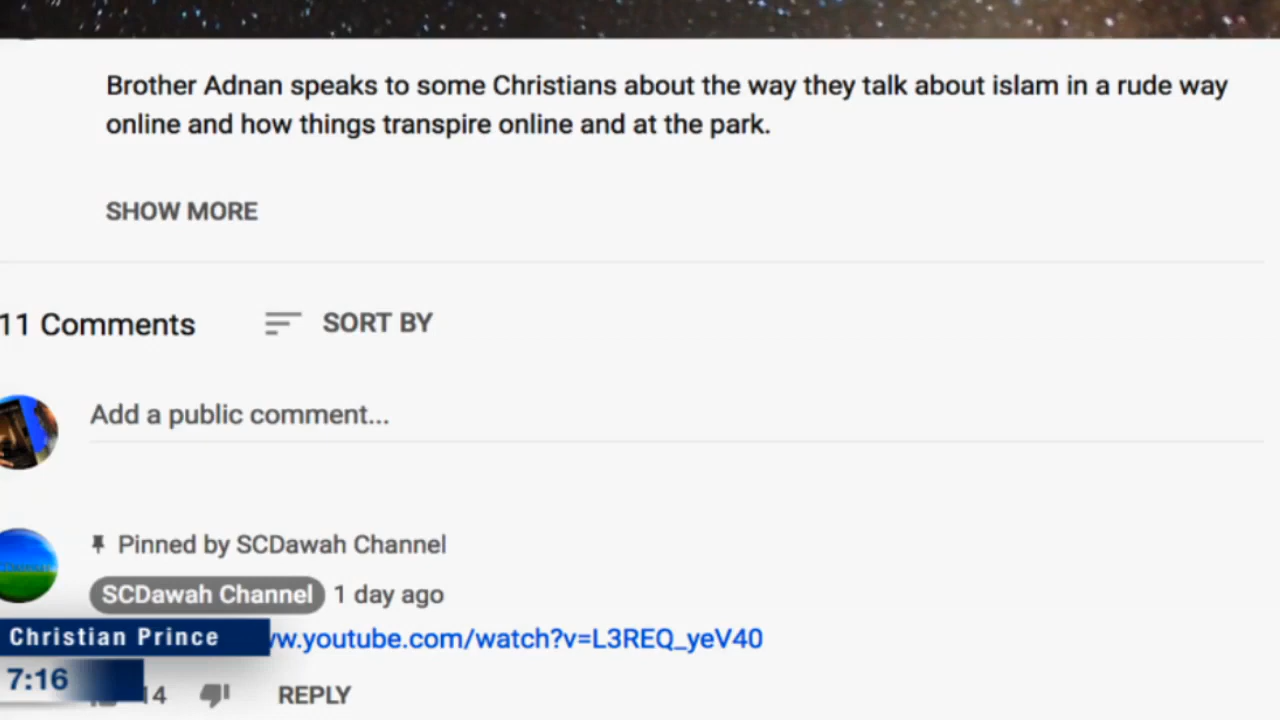 Brother Adnan speaks to some Christians about the way they talk about islam in a rude way
online and how things transpire online and at the park.
SHOW MORE
11 Comments
SORT BY
Add a public comment...
Pinned by SCDawah Channel
SCDawah Channel 1 day ago
Christian Prince
ww.youtube.com/watch?v=L3REQ_yeV40
7:16
14
REPLY